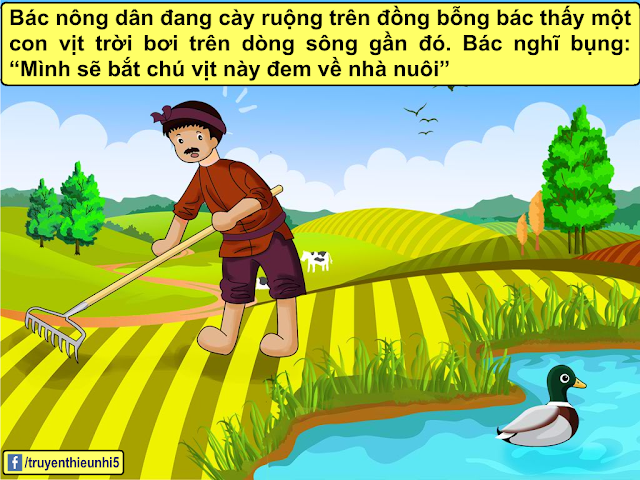 Bác nông dân đang cày ruộng trên đồng bỗng bác thấy một
con vịt trời bơi trên dòng sông gần đó. Bác nghĩ bụng:
“Mình sẽ bắt chú vịt này đem về nhà nuôi”
f /truyenthieunhi5